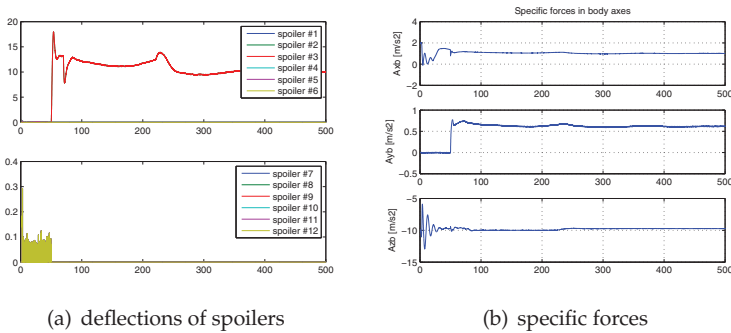 20
15
10
5
0
0 100 200 300 400 500
spoiler #1
spoiler #2
spoiler #3
spoiler #4
spoiler #5
spoiler #6
0.4
0.3
0.2
0.1
0
0 100 200 300 400 500
spoiler #7
spoiler #8
spoiler #9
spoiler #10
spoiler #11
spoiler #12
(a) deflections of spoilers
Specific forces in body axes
Axb [m/s2]
4
2
0
−2
0 100 200 300 400 500
Ayb [m/s2]
1
0.5
0
−0.5
0 100 200 300 400 500
Azb [m/s2]
−5
−10
−15
0 100 200 300 400 500
(b) specific forces